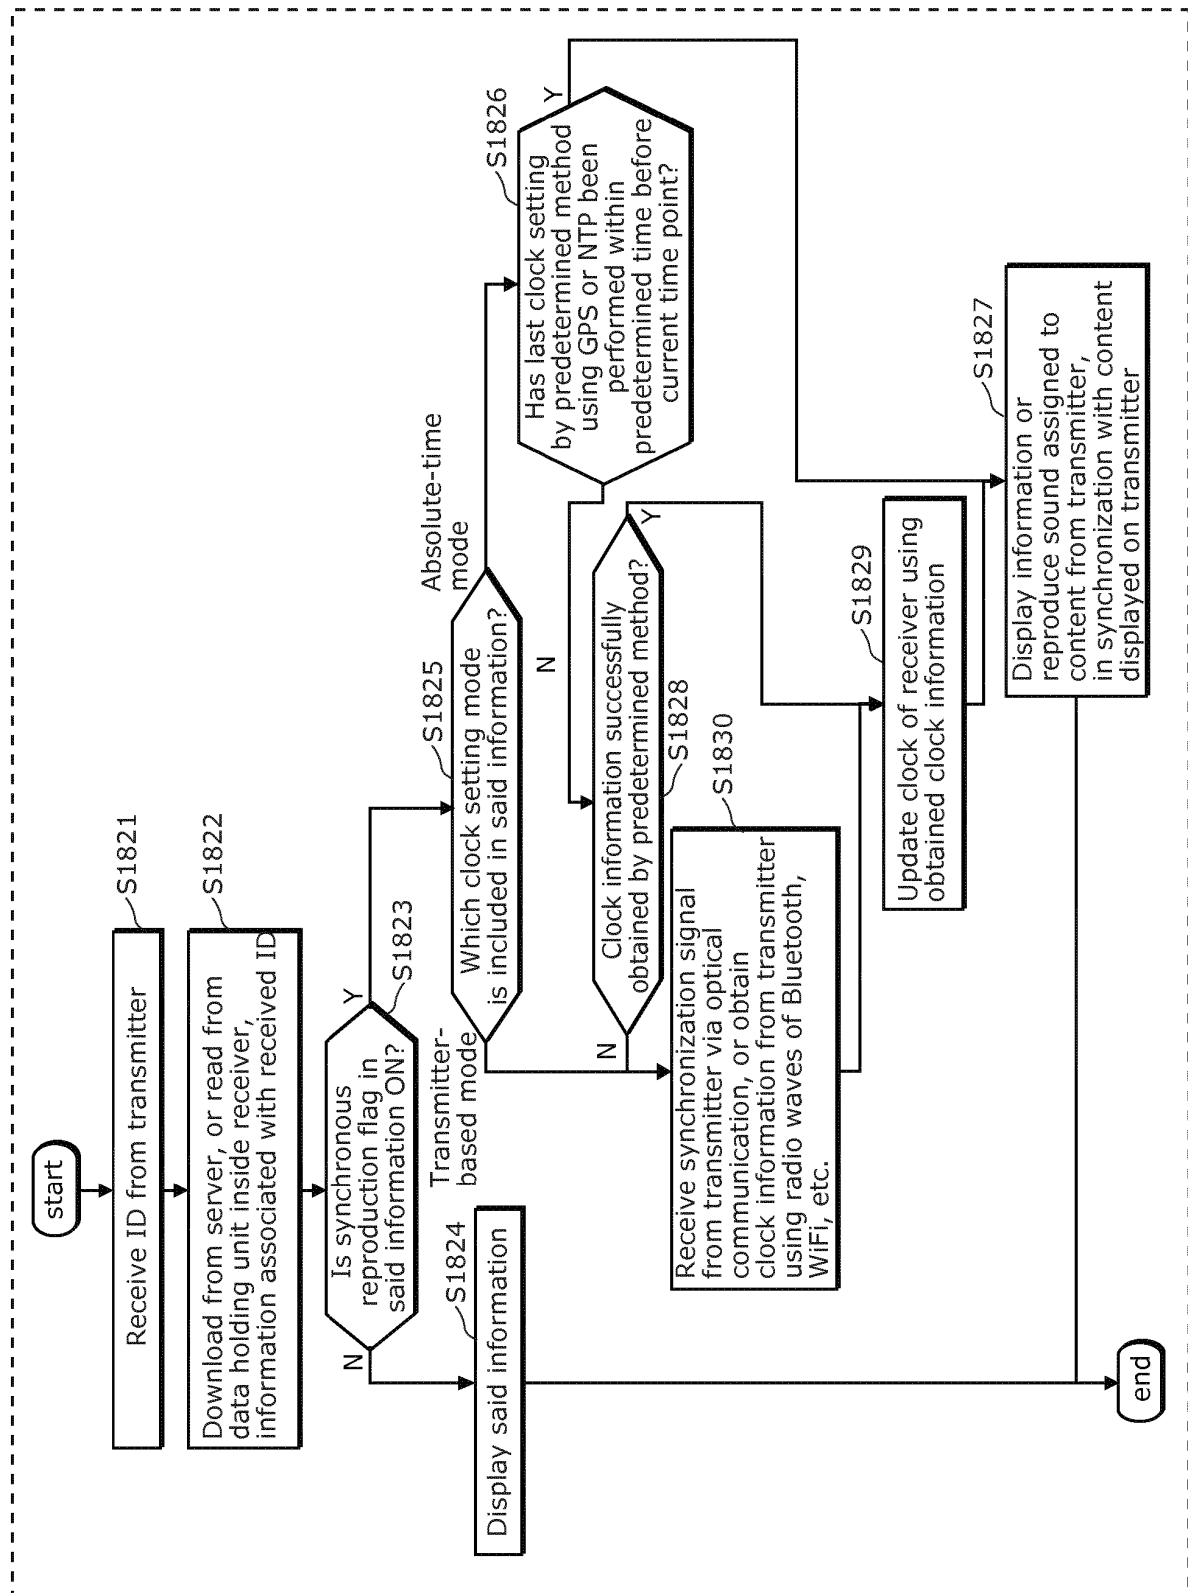 start
S1821
Receive ID from transmitter
S1822
Download from server, or read from
data holding unit inside receiver,
information associated with received ID
S1823
Is synchronous
reproduction flag in
said information ON?
N
Y
S1824
Display said information
S1825
Which clock setting mode
is included in said information?
Transmitter-
based mode
Absolute-time
mode
S1826
Has last clock setting
by predetermined method
using GPS or NTP been
performed within
predetermined time before
current time point?
Y
N
Clock information successfully
obtained by predetermined method?
S1828
N
Y
S1830
Receive synchronization signal
from transmitter via optical
communication, or obtain
clock information from transmitter
using radio waves of Bluetooth,
WiFi, etc.
S1829
Update clock of receiver using
obtained clock information
S1827
Display information or
reproduce sound assigned to
content from transmitter,
in synchronization with content
displayed on transmitter
end